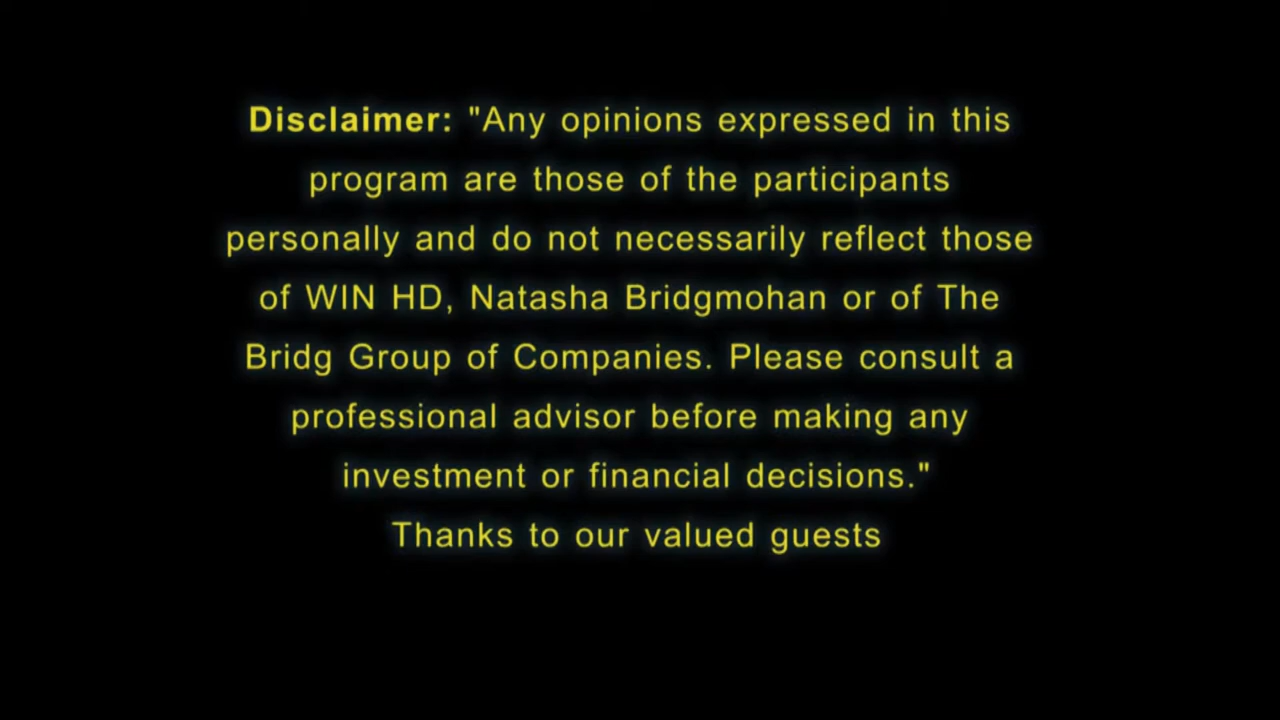 Disclaimer: "Any opinions expressed in this
program are those of the participants
personally and do not necessarily reflect those
of WIN HD, Natasha Bridgmohan or of The
Bridg Group of Companies. Please consult a
professional advisor before making any
investment or financial decisions."
Thanks to our valued guests